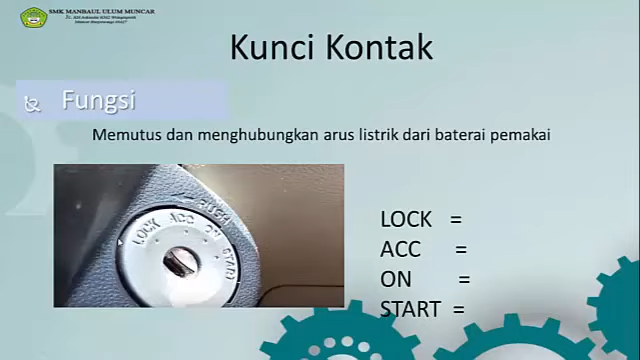 SMK MANBAUL ULUM MUNCAR
Kunci Kontak
Fungsi
Memutus dan menghubungkan arus listrik dari baterai pemakai
PUSH
LOCK ACC ON START
LOCK =
ACC =
ON =
START =